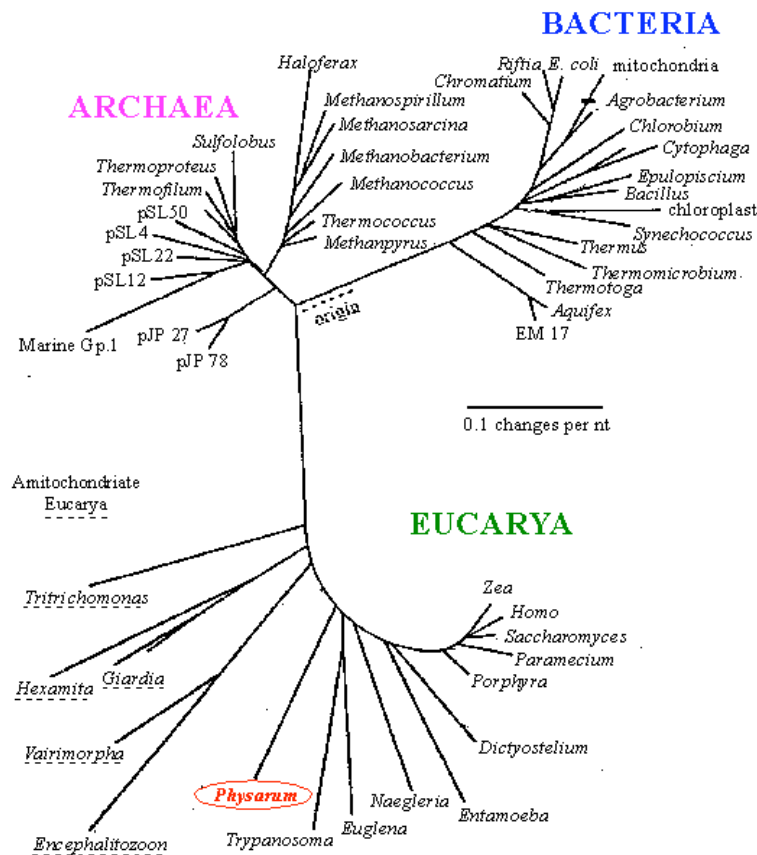 BACTERIA
ARCHAEA
Haloferax
Riftia
E. coli
mitochondria
Chromatium
Agrobacterium
Methanospirillum
Methanosarcina
Chlorobium
Sulfolobus
Cytophaga
Thermoproteus
Methanobacterium
Epulopiscium
Thermofilum
Methanococcus
Bacillus
pSL50
chloroplast
pSL4
Thermococcus
Synechococcus
pSL22
Methanpyrus
Thermus
pSL12
Thermomicrobium
Thermotoga
origin
Aquifex
Marine Gp.1
pJP 27
EM 17
pJP 78
0.1 changes per nt
Amitochondriate
Eucarya
EUCARYA
Tritrichomonas
Zea
Homo
Saccharomyces
Paramecium
Hexamita
Giardia
Porphyra
Vairimorpha
Dictyostelium
Physarum
Naegleria
Entamoeba
Encephalitozoon
Trypanosoma
Euglena